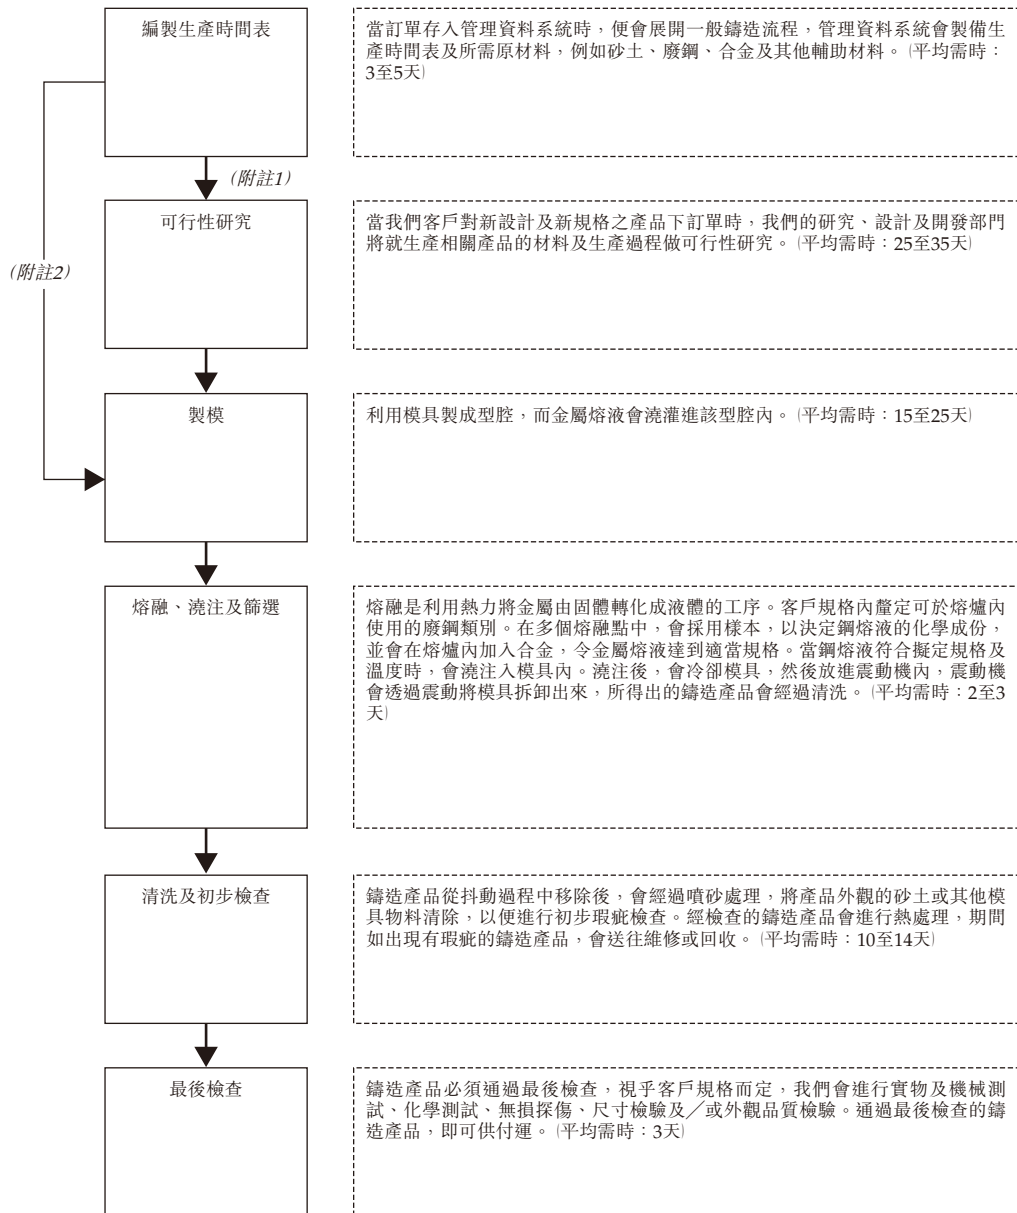 編製生產時間表
當訂單存入管理資料系統時，便會展開一般鑄造流程，管理資料系統會製備生
產時間表及所需原材料，例如砂土、廢鋼、合金及其他輔助材料。（平均需時：
3至5天）
（附註1）
可行性研究
當我們客戶對新設計及新規格之產品下訂單時，我們的研究、設計及開發部門
將就生產相關產品的材料及生產過程做可行性研究。（平均需時：25至35天）
（附註2）
製模
利用模具製成型腔，而金屬熔液會澆灌進該型腔內。（平均需時：15至25天）
熔融、澆注及篩選
熔融是利用熱力將金屬由固體轉化成液體的工序。客戶規格內釐定可於熔爐內
使用的廢鋼類別。在多個熔融點中，會採用樣本，以決定鋼熔液的化學成份，
並會在熔爐內加入合金，令金屬熔液達到適當規格。當鋼熔液符合擬定規格及
溫度時，會澆注入模具內。澆注後，會冷卻模具，然後放進震動機內，震動機
會透過震動將模具拆卸出來，所得出的鑄造產品會經過清洗。（平均需時：2至3
天）
清洗及初步檢查
鑄造產品從抖動過程中移除後，會經過噴砂處理，將產品外觀的砂土或其他模
具物料清除，以便進行初步瑕疵檢查。經檢查的鑄造產品會進行熱處理，期間
如出現有瑕疵的鑄造產品，會送往維修或回收。（平均需時：10至14天）
最後檢查
鑄造產品必須通過最後檢查，視乎客戶規格而定，我們會進行實物及機械測
試、化學測試、無損探傷、尺寸檢驗及／或外觀品質檢驗。通過最後檢查的鑄
造產品，即可供付運。（平均需時：3天）